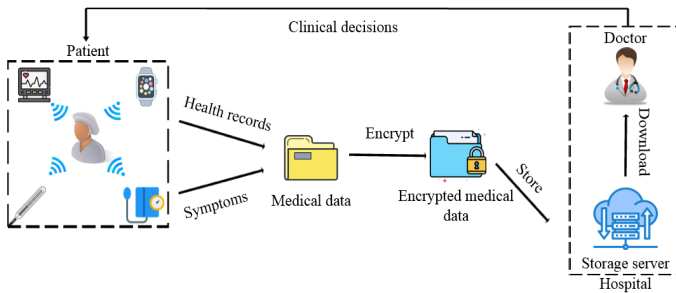 Clinical decisions
Patient
Doctor
Health records
Symptoms
Medical data
Encrypt
Encrypted medical
data
Store
Download
Storage server
Hospital